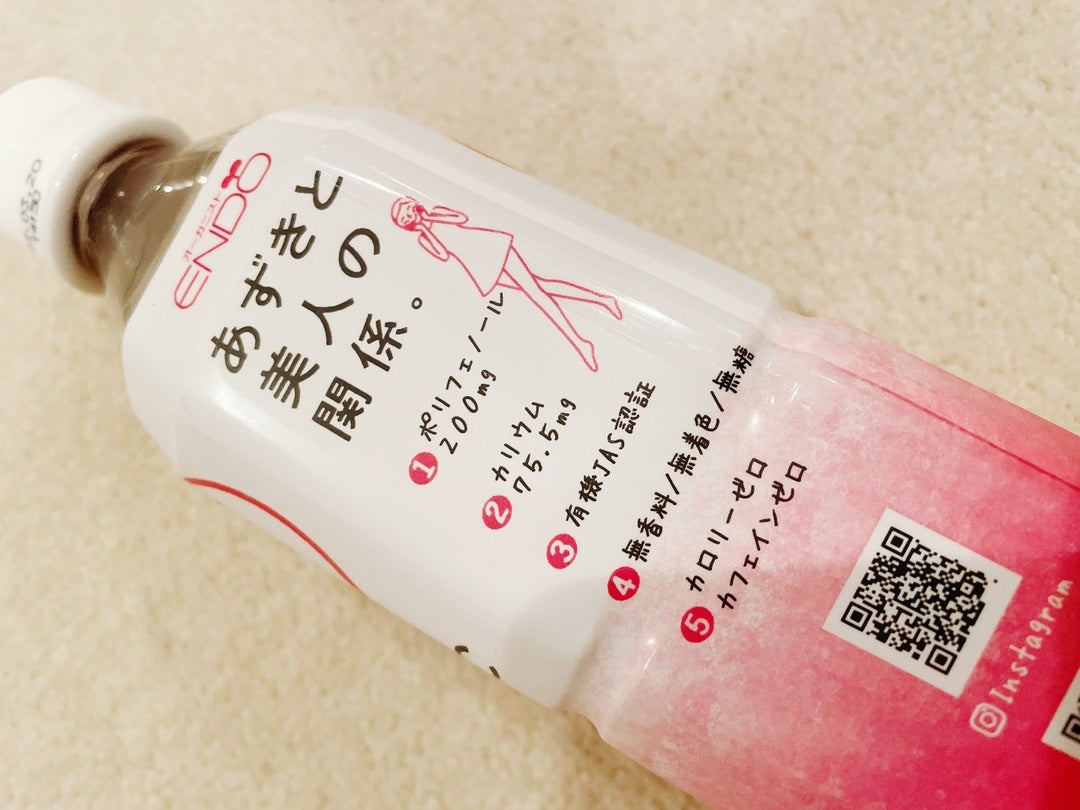 オーガニスト
ENDO
あずきと
美人の
関係。
1 ポリフェノール
200mg
2 カリウム
75.5mg
3 有機JAS認証
4 無香料/無着色/無糖
5 カロリーゼロ
カフェインゼロ
Instagram